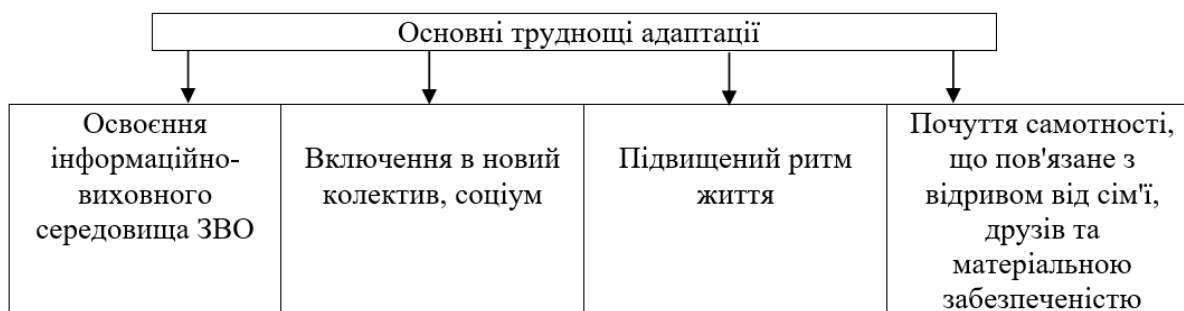 Основні труднощі адаптації
Освоєння
інформаційно-
виховного
середовища ЗВО
Включення в новий
колектив, соціум
Підвищений ритм
життя
Почуття самотності,
що пов'язане з
відривом від сім'ї,
друзів та
матеріальною
забезпеченістю